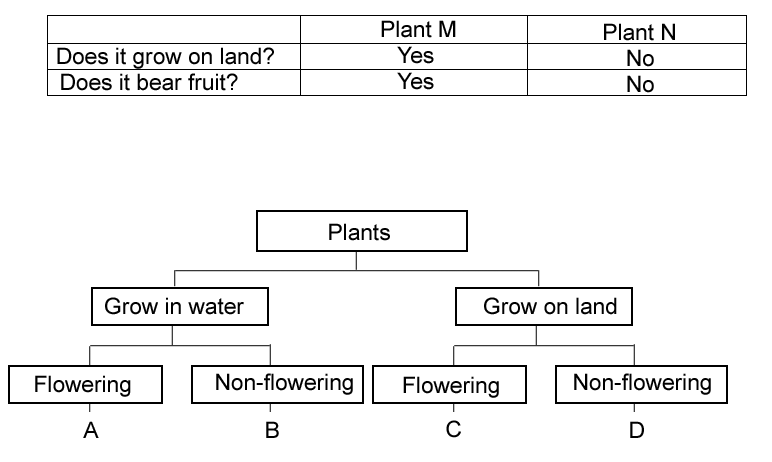 Plant M Plant N
Does it grow on land? Yes No
Does it bear fruit? Yes No
Plants
Grow in water Grow on land
Flowering Non-flowering Flowering Non-flowering
A B C D